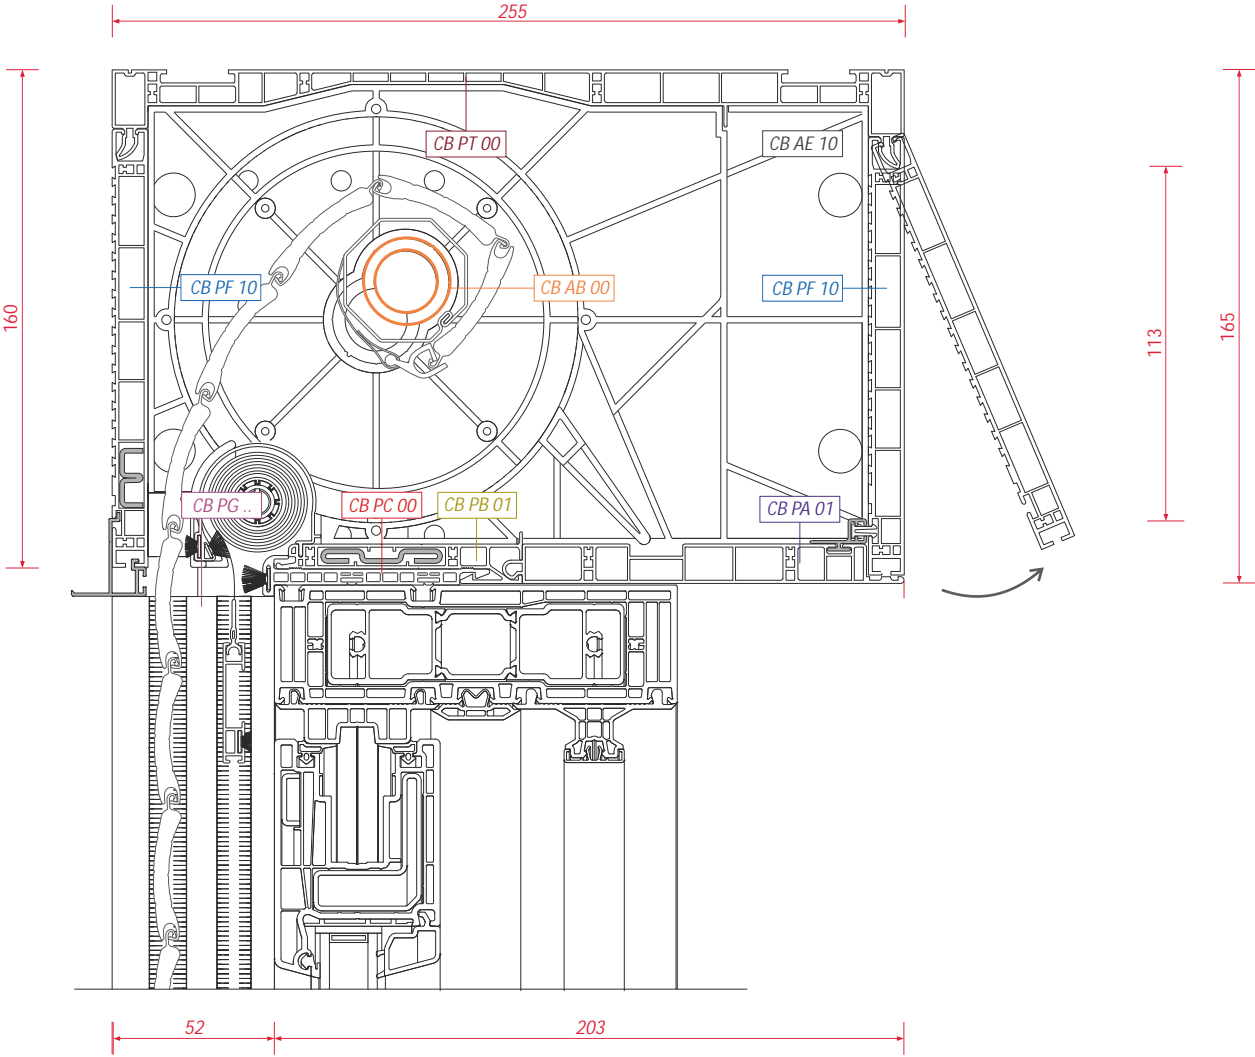 255
CB PT 00
CB AE 10
CB PF 10
CB AB 00
CB PF 10
160
113
165
CB PG ..
CB PC 00
CB PB 01
CB PA 01
52
203